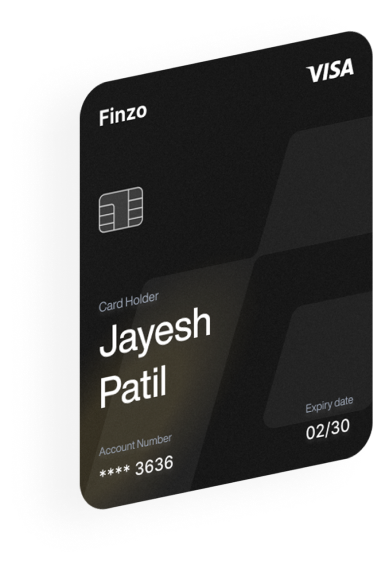 Finzo
VISA
Card Holder
Jayesh
Patil
Account Number
**** 3636
Expiry date
02/30